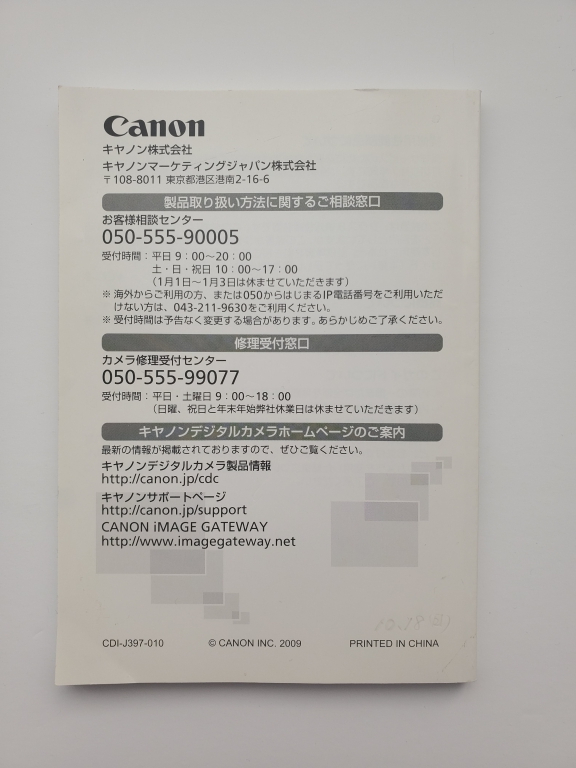 Canon
キヤノン株式会社
キヤノンマーケティングジャパン株式会社
〒108-8011 東京都港区港南2-16-6
製品取り扱い方法に関するご相談窓口
お客様相談センター
050-555-90005
受付時間：平日 9：00～20：00
土・日・祝日 10：00～17：00
（1月1日～1月3日は休ませていただきます）
※ 海外からご利用の方、または050からはじまるIP電話番号をご利用いただ
けない方は、043-211-9630をご利用ください。
※ 受付時間は予告なく変更する場合があります。あらかじめご了承ください。
修理受付窓口
カメラ修理受付センター
050-555-99077
受付時間：平日・土曜日 9：00～18：00
（日曜、祝日と年末年始弊社休業日は休ませていただきます）
キヤノンデジタルカメラホームページのご案内
最新の情報が掲載されておりますので、ぜひご覧ください。
キヤノンデジタルカメラ製品情報
http://canon.jp/cdc
キヤノンサポートページ
http://canon.jp/support
CANON iMAGE GATEWAY
http://www.imagegateway.net
CDI-J397-010 © CANON INC. 2009 PRINTED IN CHINA